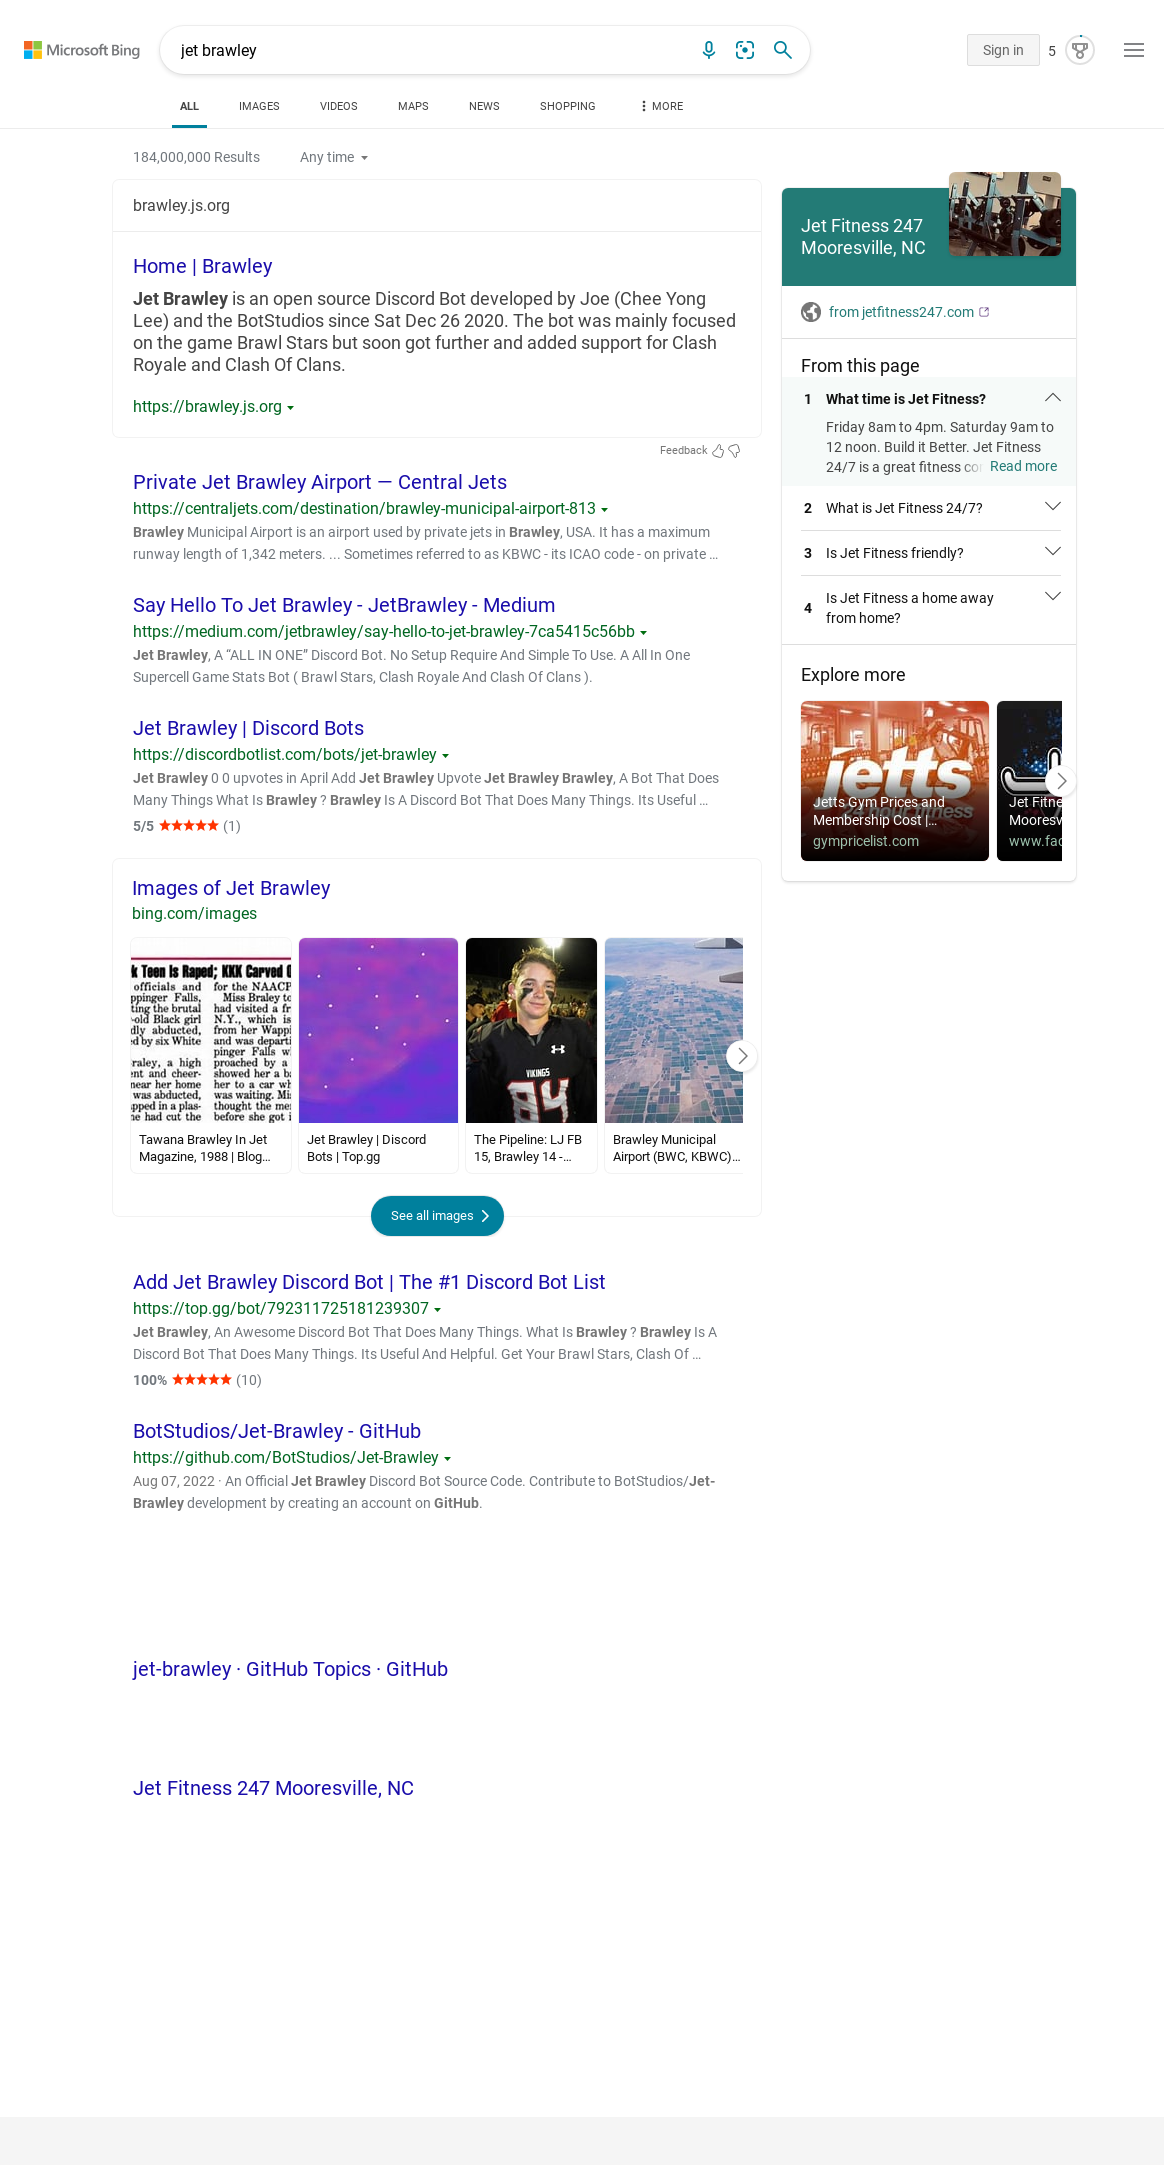 Microsoft Bing
jet brawley
Sign in
5
ALL
IMAGES
VIDEOS
MAPS
NEWS
SHOPPING
MORE
184,000,000 Results
Any time
brawley.js.org
Home | Brawley
Jet Brawley is an open source Discord Bot developed by Joe (Chee Yong
Lee) and the BotStudios since Sat Dec 26 2020. The bot was mainly focused
on the game Brawl Stars but soon got further and added support for Clash
Royale and Clash Of Clans.
https://brawley.js.org
Feedback
Private Jet Brawley Airport — Central Jets
https://centraljets.com/destination/brawley-municipal-airport-813
Brawley Municipal Airport is an airport used by private jets in Brawley, USA. It has a maximum
runway length of 1,342 meters. ... Sometimes referred to as KBWC - its ICAO code - on private …
Say Hello To Jet Brawley - JetBrawley - Medium
https://medium.com/jetbrawley/say-hello-to-jet-brawley-7ca5415c56bb
Jet Brawley, A “ALL IN ONE” Discord Bot. No Setup Require And Simple To Use. A All In One
Supercell Game Stats Bot ( Brawl Stars, Clash Royale And Clash Of Clans ).
Jet Brawley | Discord Bots
https://discordbotlist.com/bots/jet-brawley
Jet Brawley 0 0 upvotes in April Add Jet Brawley Upvote Jet Brawley Brawley, A Bot That Does
Many Things What Is Brawley ? Brawley Is A Discord Bot That Does Many Things. Its Useful …
5/5 ★★★★★ (1)
Images of Jet Brawley
bing.com/images
k Teen Is Raped; KKK Carved
officials and
ppinger Falls,
ting the brutal
-old Black girl
dly abducted,
ed by six White
raley, a high
ent and cheer-
near her home
was abducted,
pped in a plas-
ne had cut the
for the NAACP
Miss Braley to
had visited a fri
N.Y., which is
from her Wappi
and was departi
pinger Falls wh
proached by a
showed her a ba
her to a car wh
was waiting. Mis
thought the mer
before she got i
VIKINGS
84
Tawana Brawley In Jet
Magazine, 1988 | Blog…
Jet Brawley | Discord
Bots | Top.gg
The Pipeline: LJ FB
15, Brawley 14 -…
Brawley Municipal
Airport (BWC, KBWC)…
See all images
Add Jet Brawley Discord Bot | The #1 Discord Bot List
https://top.gg/bot/792311725181239307
Jet Brawley, An Awesome Discord Bot That Does Many Things. What Is Brawley ? Brawley Is A
Discord Bot That Does Many Things. Its Useful And Helpful. Get Your Brawl Stars, Clash Of …
100% ★★★★★ (10)
BotStudios/Jet-Brawley - GitHub
https://github.com/BotStudios/Jet-Brawley
Aug 07, 2022 · An Official Jet Brawley Discord Bot Source Code. Contribute to BotStudios/Jet-
Brawley development by creating an account on GitHub.
jet-brawley · GitHub Topics · GitHub
Jet Fitness 247 Mooresville, NC
Jet Fitness 247
Mooresville, NC
from jetfitness247.com
From this page
1 What time is Jet Fitness?
Friday 8am to 4pm. Saturday 9am to
12 noon. Build it Better. Jet Fitness
24/7 is a great fitness co Read more
2 What is Jet Fitness 24/7?
3 Is Jet Fitness friendly?
4 Is Jet Fitness a home away
from home?
Explore more
jetts
24 hour fitness
Jetts Gym Prices and
Membership Cost |…
gympricelist.com
Jet Fitne
Mooresv
www.fac